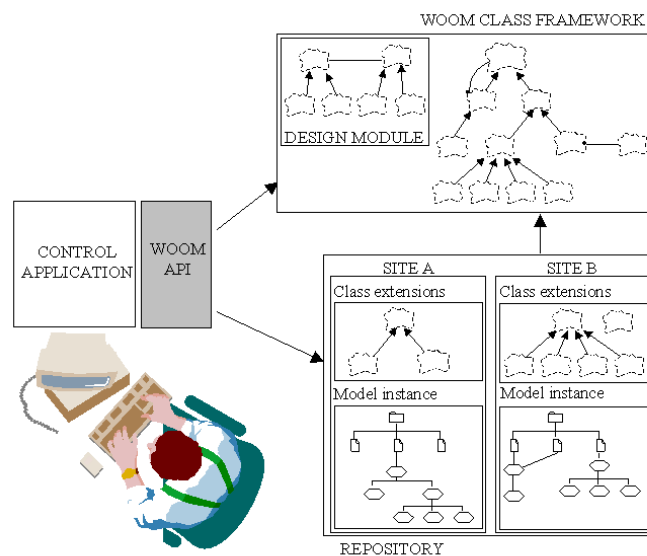 WOOM CLASS FRAMEWORK
DESIGN MODULE
CONTROL
APPLICATION
WOOM
API
SITE A
SITE B
Class extensions
Class extensions
Model instance
Model instance
REPOSITORY